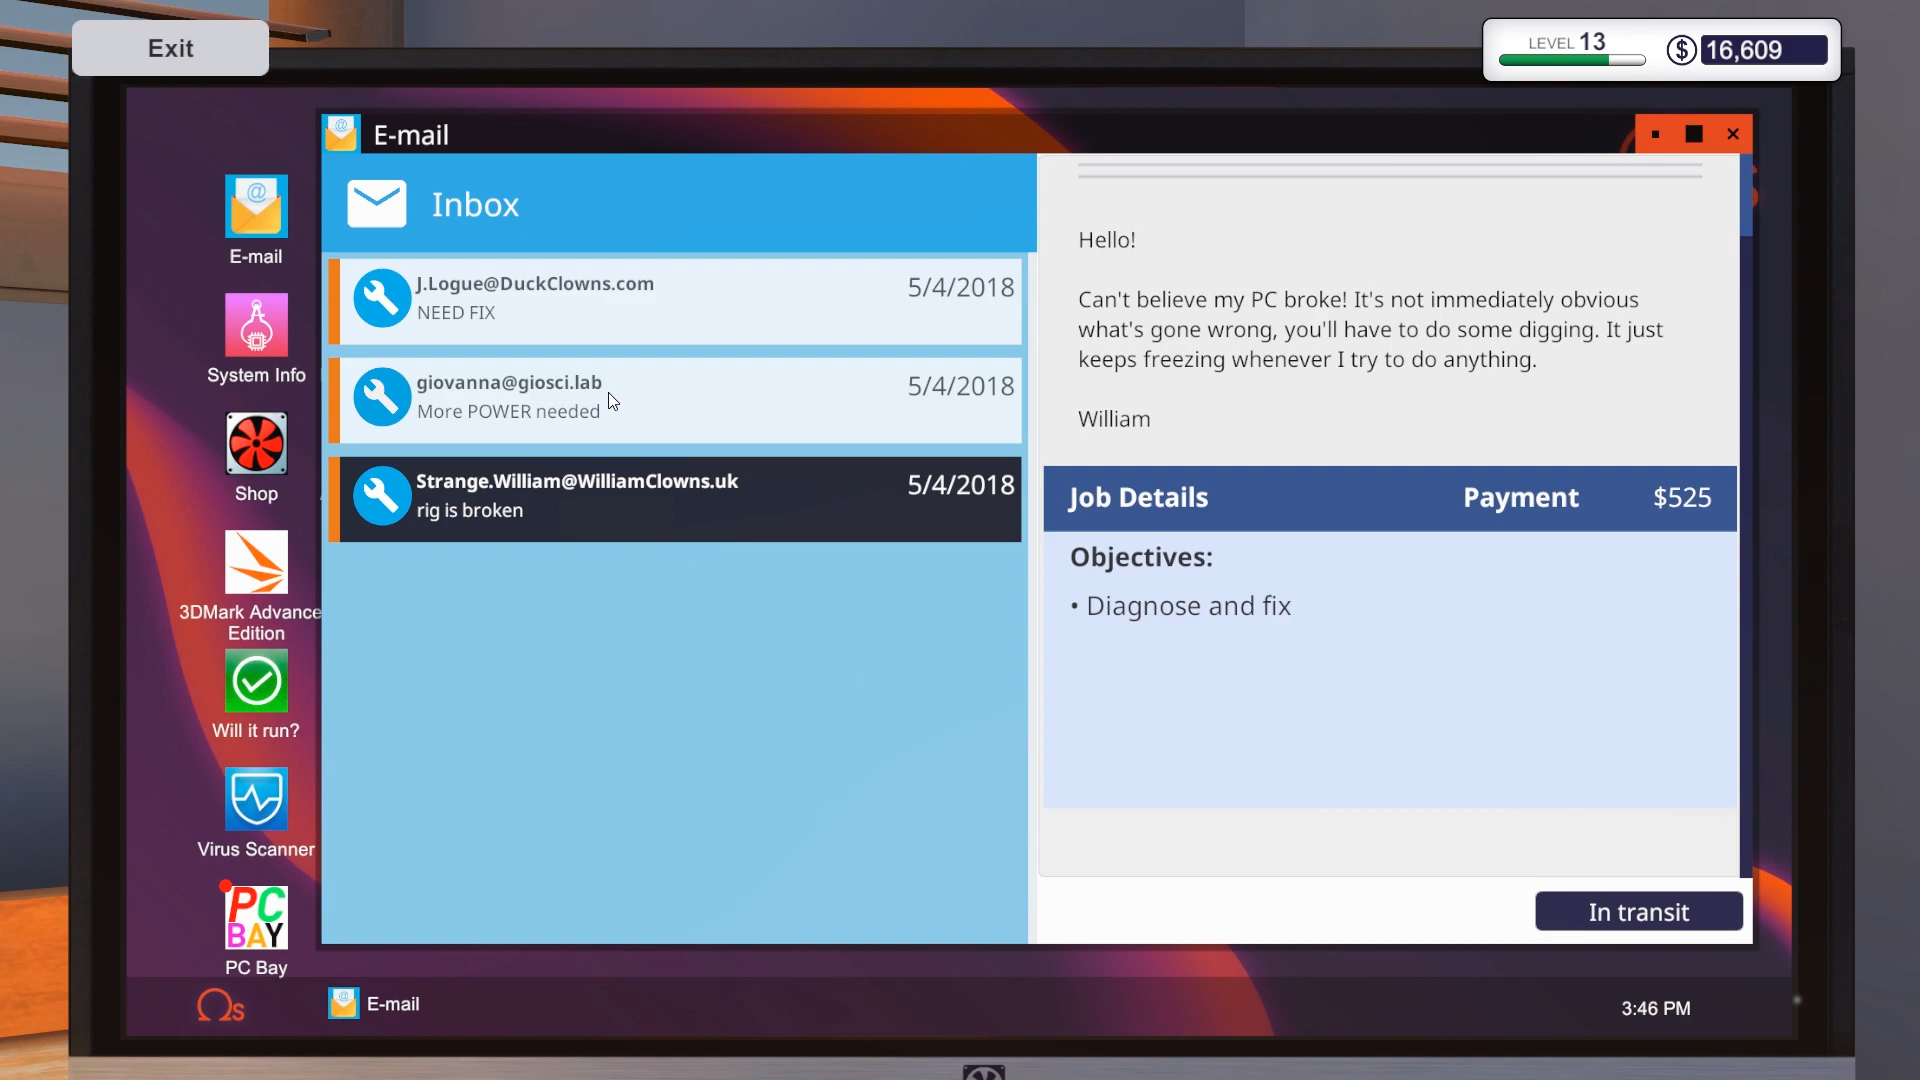 Exit
LEVEL 13
$ 16,609
E-mail
Inbox
J.Logue@DuckClowns.com
5/4/2018
NEED FIX
giovanna@giosci.lab
5/4/2018
More POWER needed
Strange.William@WilliamClowns.uk
5/4/2018
rig is broken
Hello!
Can't believe my PC broke! It's not immediately obvious
what's gone wrong, you'll have to do some digging. It just
keeps freezing whenever I try to do anything.
William
Job Details
Payment
$525
Objectives:
• Diagnose and fix
In transit
E-mail
System Info
Shop
3DMark Advance
Edition
Will it run?
Virus Scanner
PC
BAY
PC Bay
Ωs
E-mail
3:46 PM